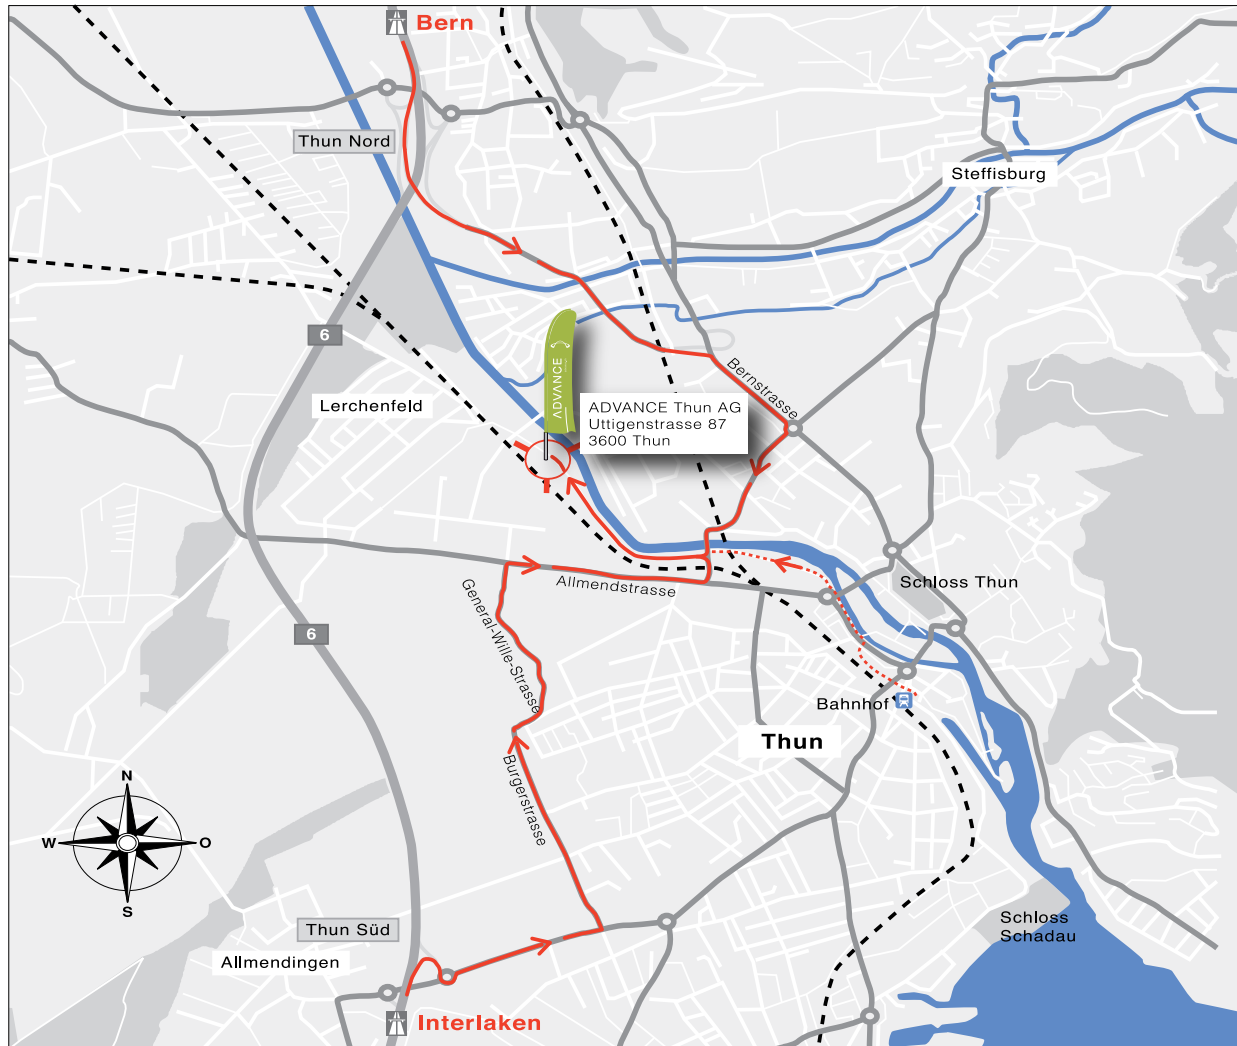 Bern
Thun Nord
Steffisburg
6
Bernstrasse
ADVANCE
Lerchenfeld
ADVANCE Thun AG
Uttigenstrasse 87
3600 Thun
Allmendstrasse
Schloss Thun
General-Wille-Strasse
6
Bahnhof
Thun
Burgerstrasse
N
W
O
S
Thun Süd
Schloss
Schadau
Allmendingen
Interlaken